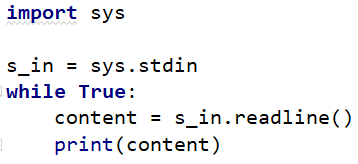 import sys

s_in = sys.stdin
while True:
    content = s_in.readline()
    print(content)